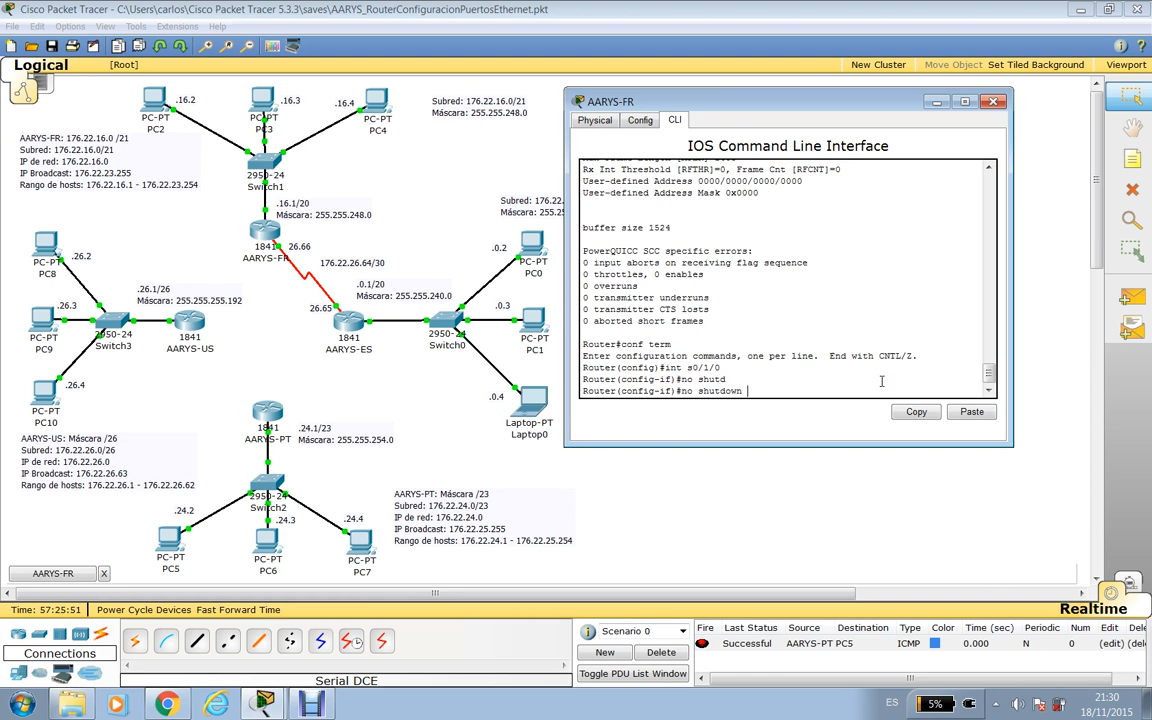 Cisco Packet Tracer - C:\Users\carlos\Cisco Packet Tracer 5.3.3\saves\AARYS_RouterConfiguracionPuertosEthernet.pkt
File Edit Options View Tools Extensions Help
Logical [Root] New Cluster Move Object Set Tiled Background Viewport
.16.2
PC-PT
PC2
.16.3
PC-PT
PC3
.16.4
PC-PT
PC4
Subred: 176.22.16.0/21
Máscara: 255.255.248.0
AARYS-FR: 176.22.16.0 /21
Subred: 176.22.16.0/21
IP de red: 176.22.16.0
IP Broadcast: 176.22.23.255
Rango de hosts: 176.22.16.1 - 176.22.23.254
2950-24
Switch1
.16.1/20
Máscara: 255.255.248.0
1841
AARYS-FR
26.66
176.22.26.64/30
26.65
Subred: 176.22.
Máscara: 255.2
PC-PT
PC8
.26.2
.26.3
PC-PT
PC9
.26.4
PC-PT
PC10
2950-24
Switch3
.26.1/26
Máscara: 255.255.255.192
1841
AARYS-US
.0.1/20
Máscara: 255.255.240.0
1841
AARYS-ES
2950-24
Switch0
.0.2
PC-PT
PC0
.0.3
PC-PT
PC1
.0.4
Laptop-PT
Laptop0
AARYS-US: Máscara /26
Subred: 176.22.26.0/26
IP de red: 176.22.26.0
IP Broadcast: 176.22.26.63
Rango de hosts: 176.22.26.1 - 176.22.26.62
1841
AARYS-PT
.24.1/23
Máscara: 255.255.254.0
2950-24
Switch2
.24.2
PC-PT
PC5
.24.3
PC-PT
PC6
.24.4
PC-PT
PC7
AARYS-PT: Máscara /23
Subred: 176.22.24.0/23
IP de red: 176.22.24.0
IP Broadcast: 176.22.25.255
Rango de hosts: 176.22.24.1 - 176.22.25.254
AARYS-FR
Physical Config CLI
IOS Command Line Interface
Rx Int Threshold [RFTHR]=0, Frame Cnt [RFCNT]=0
User-defined Address 0000/0000/0000/0000
User-defined Address Mask 0x0000
buffer size 1524
PowerQUICC SCC specific errors:
0 input aborts on receiving flag sequence
0 throttles, 0 enables
0 overruns
0 transmitter underruns
0 transmitter CTS losts
0 aborted short frames
Router#conf term
Enter configuration commands, one per line.  End with CNTL/Z.
Router(config)#int s0/1/0
Router(config-if)#no shutd
Router(config-if)#no shutdown
Copy Paste
AARYS-FR X
Time: 57:25:51 Power Cycle Devices Fast Forward Time Realtime
Connections
Serial DCE
Scenario 0
New Delete
Toggle PDU List Window
Fire Last Status Source Destination Type Color Time (sec) Periodic Num Edit
Successful AARYS-PT PC5 ICMP 0.000 N 0 (edit)
ES 5% 21:30
18/11/2015